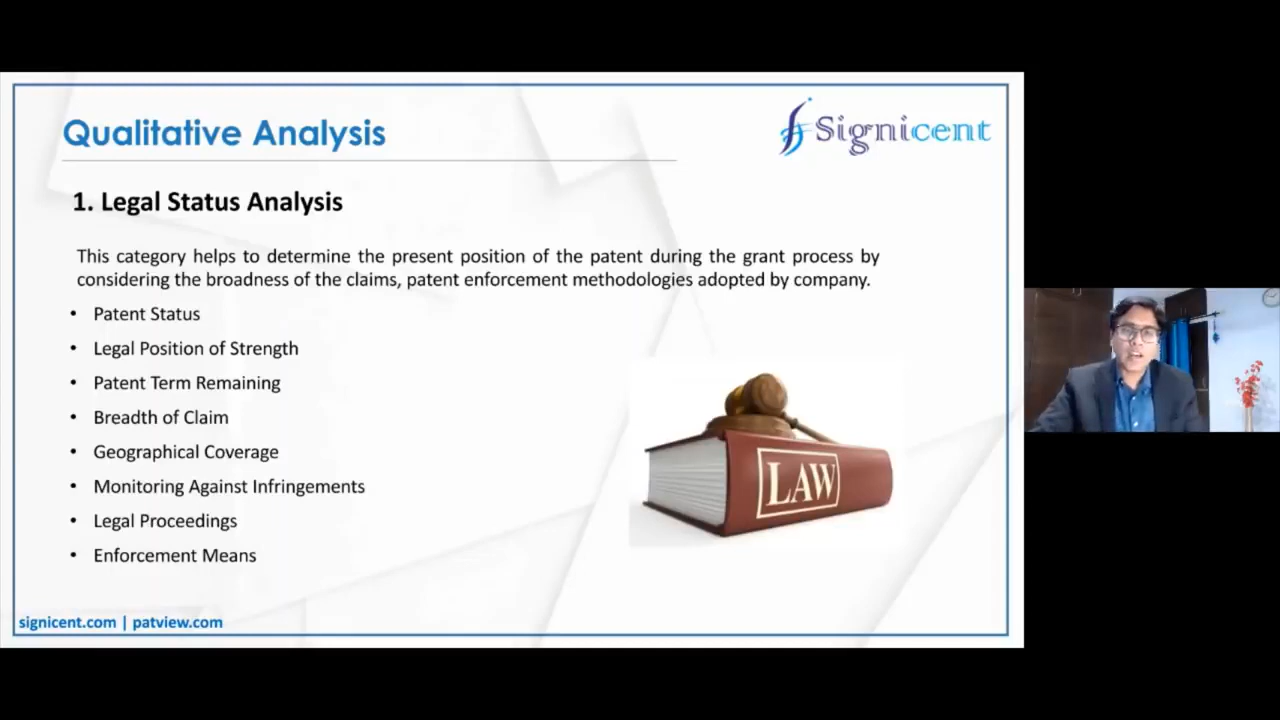 Qualitative Analysis
Signicent
1. Legal Status Analysis
This category helps to determine the present position of the patent during the grant process by
considering the broadness of the claims, patent enforcement methodologies adopted by company.
• Patent Status
• Legal Position of Strength
• Patent Term Remaining
• Breadth of Claim
• Geographical Coverage
• Monitoring Against Infringements
• Legal Proceedings
• Enforcement Means
LAW
signicent.com | patview.com